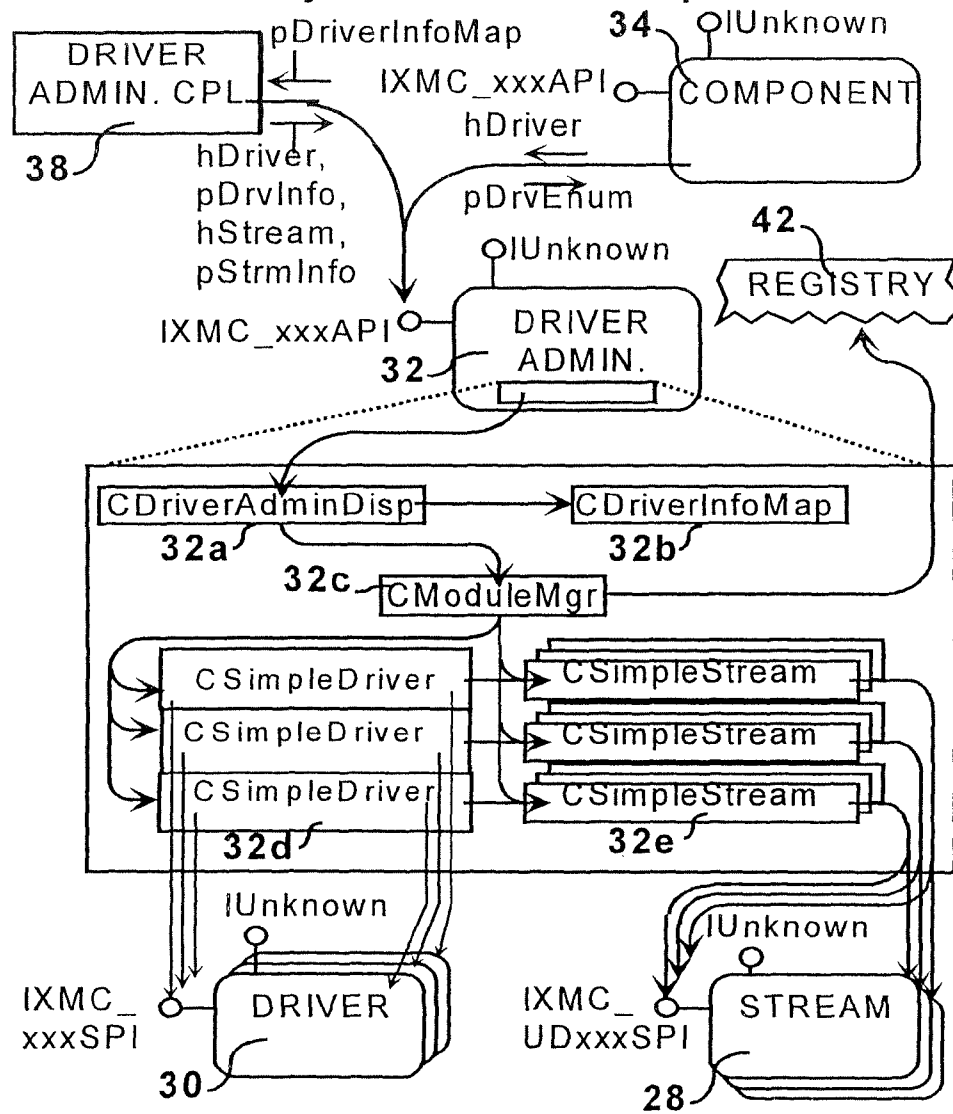 34
IUnknown
pDriverInfoMap
DRIVER
ADMIN. CPL
IXMC_xxxAPI
COMPONENT
hDriver
38
hDriver,
pDrvInfo,
hStream,
pStrmInfo
pDrvEnum
42
IUnknown
REGISTRY
IXMC_xxxAPI
DRIVER
ADMIN.
32
CDriverAdminDisp
CDriverInfoMap
32a
32b
32c
CModuleMgr
CSimpleDriver
CSimpleStream
CSimpleDriver
CSimpleStream
CSimpleDriver
CSimpleStream
32d
32e
IUnknown
IUnknown
IXMC_
xxxSPI
DRIVER
IXMC_
UDxxxSPI
STREAM
30
28